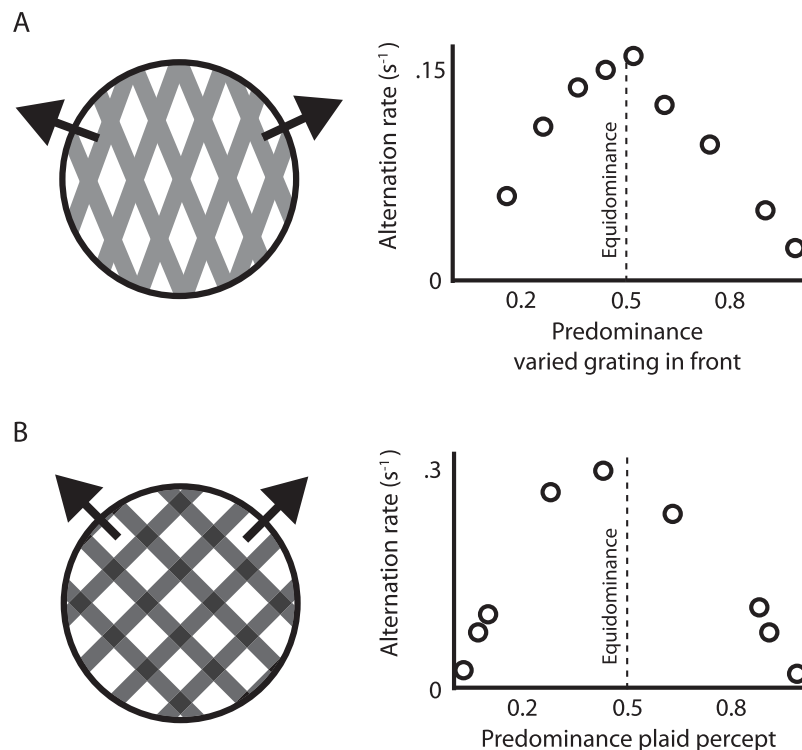 A
Alternation rate (s⁻¹)
.15
0
Equidominance
0.2 0.5 0.8
Predominance
varied grating in front
B
Alternation rate (s⁻¹)
.3
0
Equidominance
0.2 0.5 0.8
Predominance plaid percept